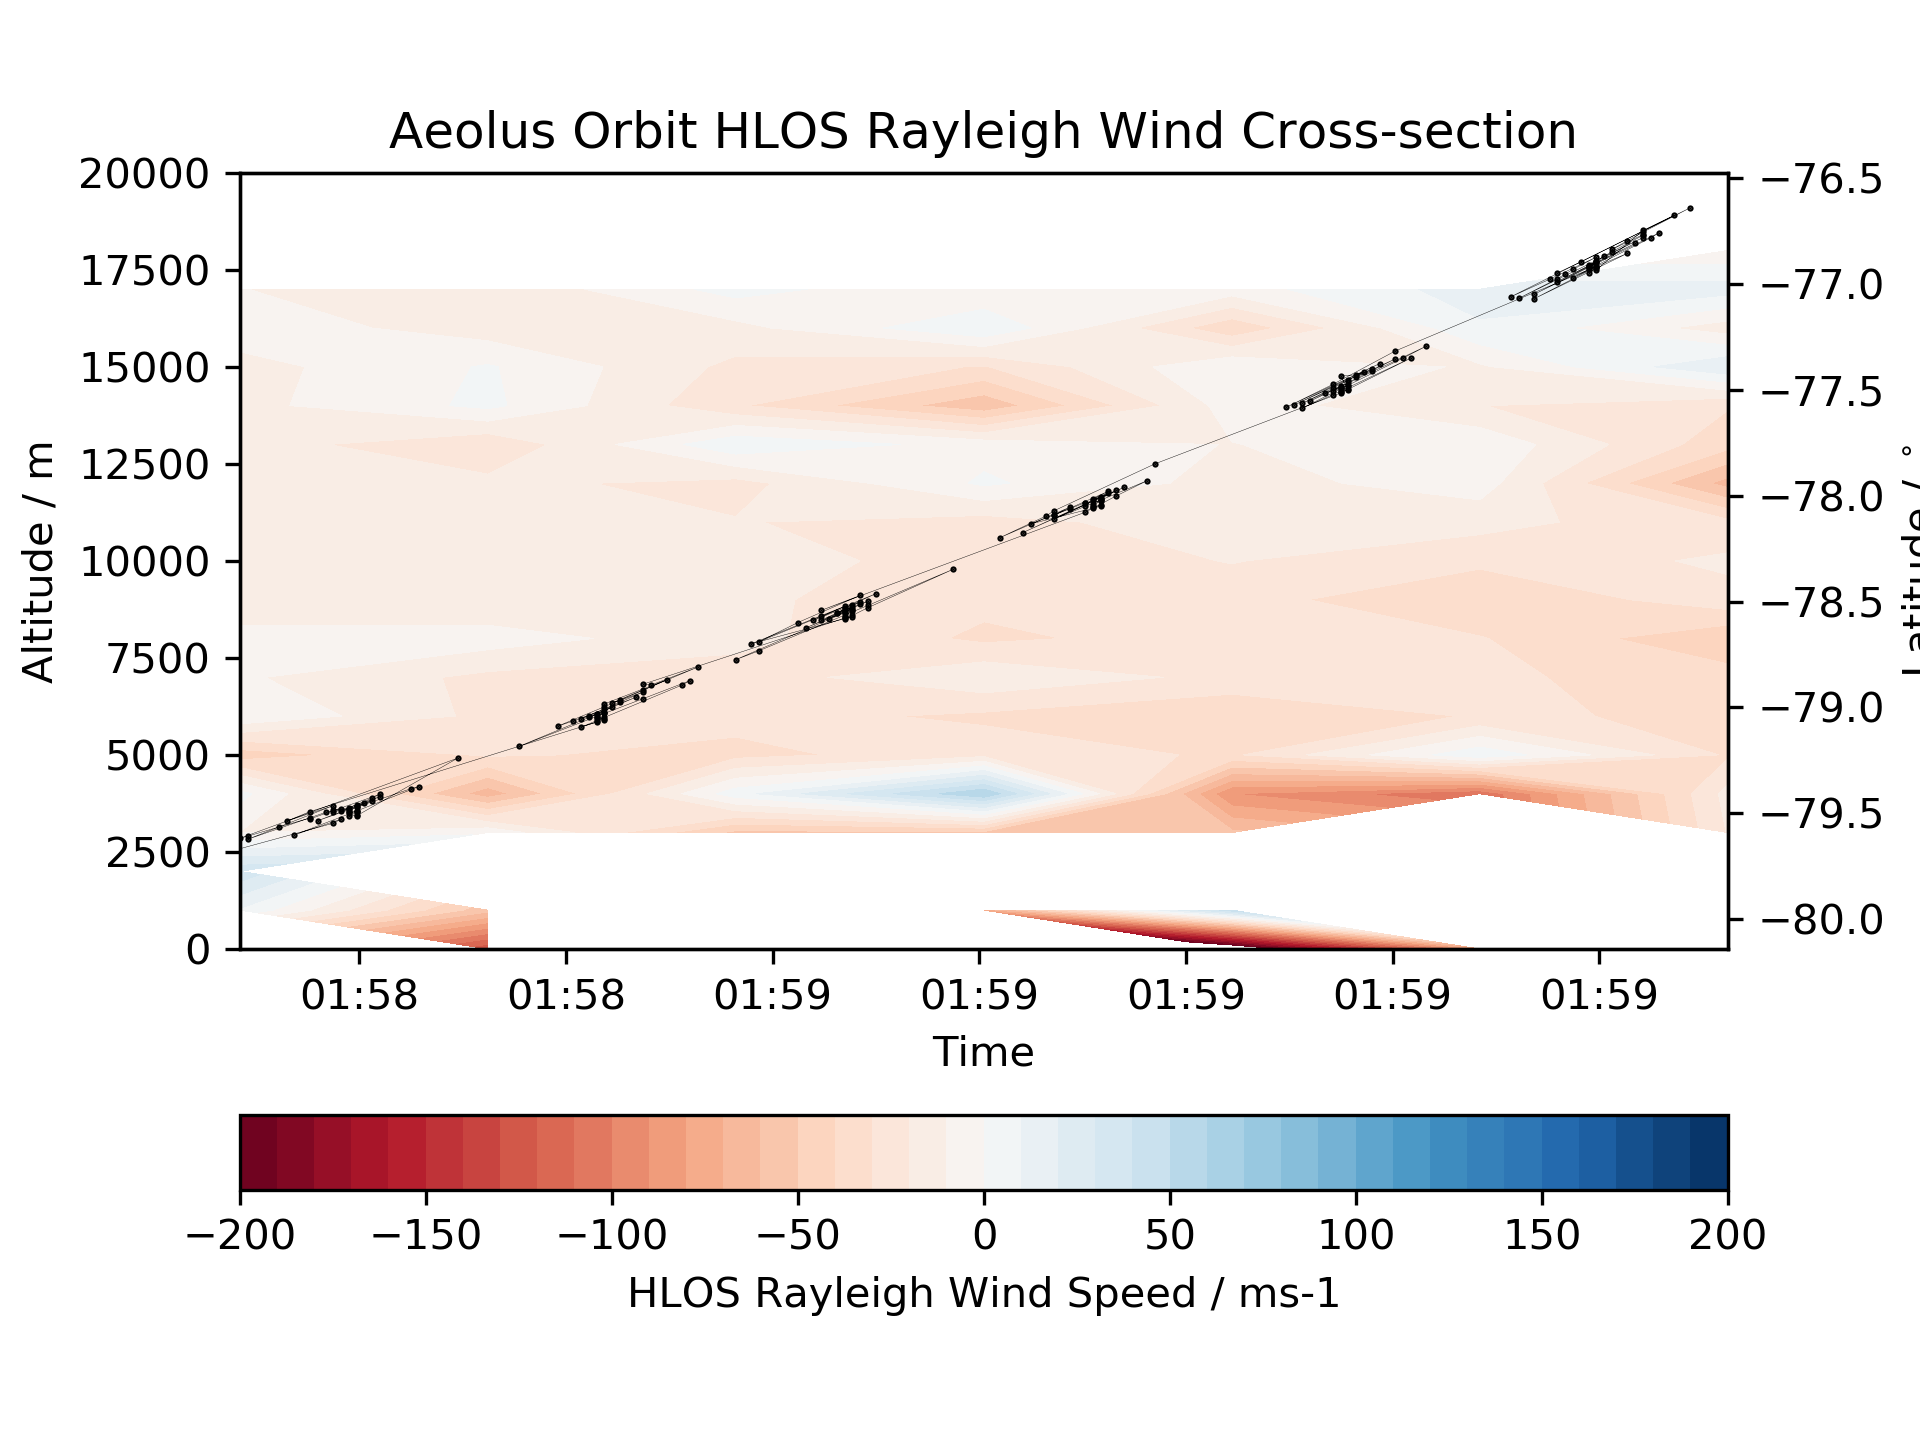 Aeolus Orbit HLOS Rayleigh Wind Cross-section
20000
17500
15000
12500
10000
7500
5000
2500
0
Altitude / m
−76.5
−77.0
−77.5
−78.0
−78.5
−79.0
−79.5
−80.0
Latitude / °
01:58 01:58 01:59 01:59 01:59 01:59 01:59
Time
−200 −150 −100 −50 0 50 100 150 200
HLOS Rayleigh Wind Speed / ms-1